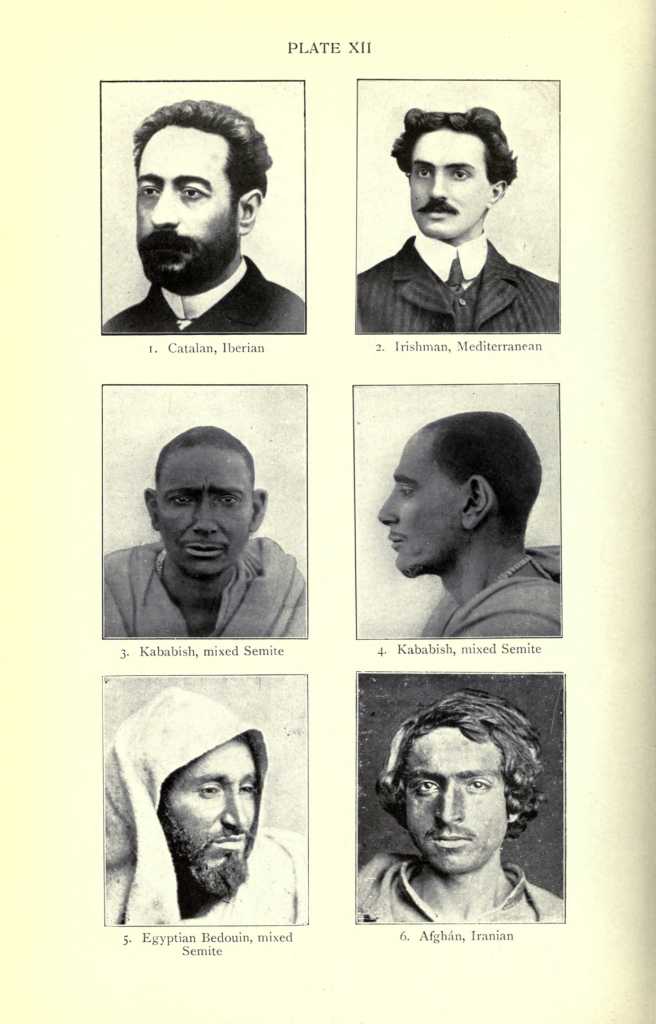 PLATE XII
1. Catalan, Iberian
2. Irishman, Mediterranean
3. Kababish, mixed Semite
4. Kababish, mixed Semite
5. Egyptian Bedouin, mixed
Semite
6. Afghán, Iranian